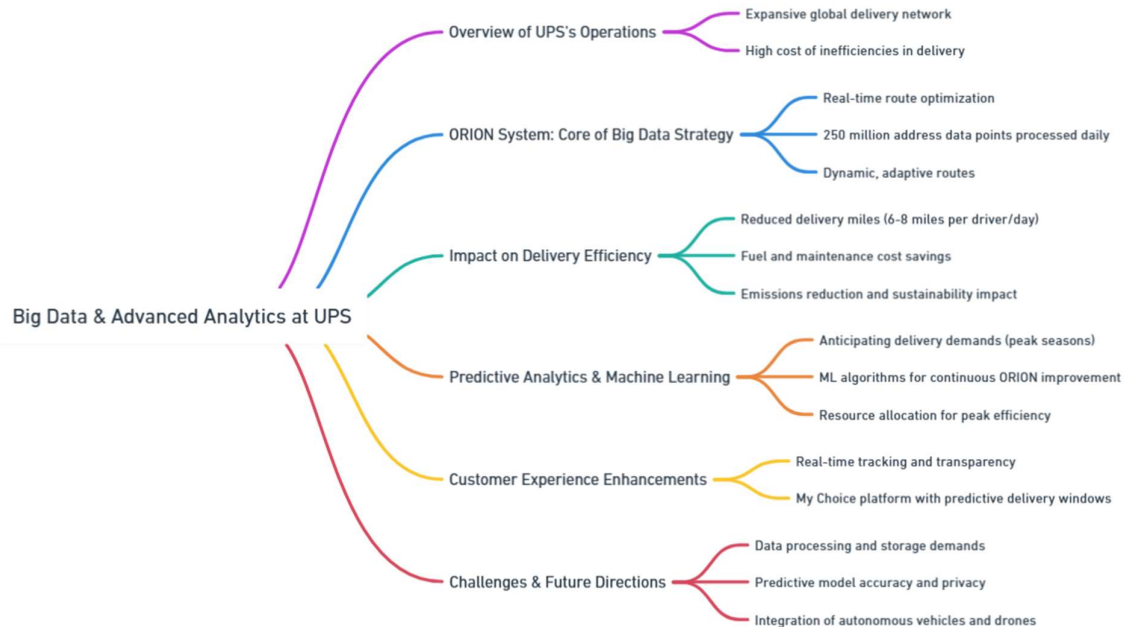 Big Data & Advanced Analytics at UPS
Overview of UPS's Operations
Expansive global delivery network
High cost of inefficiencies in delivery
ORION System: Core of Big Data Strategy
Real-time route optimization
250 million address data points processed daily
Dynamic, adaptive routes
Impact on Delivery Efficiency
Reduced delivery miles (6-8 miles per driver/day)
Fuel and maintenance cost savings
Emissions reduction and sustainability impact
Predictive Analytics & Machine Learning
Anticipating delivery demands (peak seasons)
ML algorithms for continuous ORION improvement
Resource allocation for peak efficiency
Customer Experience Enhancements
Real-time tracking and transparency
My Choice platform with predictive delivery windows
Challenges & Future Directions
Data processing and storage demands
Predictive model accuracy and privacy
Integration of autonomous vehicles and drones